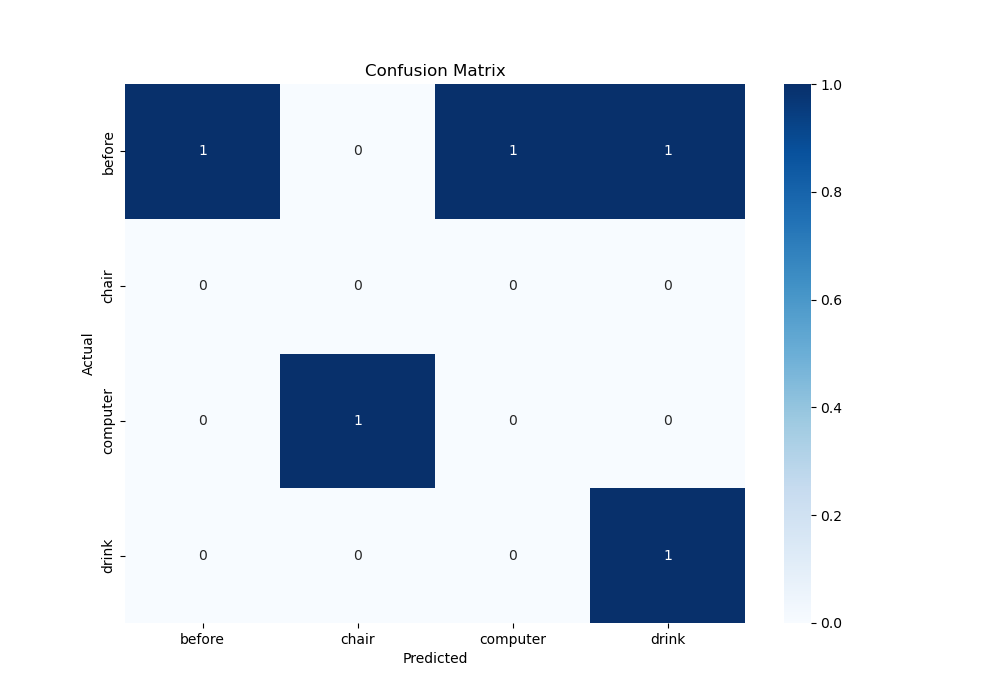 Confusion Matrix
before 1 0 1 1
chair 0 0 0 0
computer 0 1 0 0
drink 0 0 0 1
before chair computer drink
Predicted
Actual
1.0
0.8
0.6
0.4
0.2
0.0